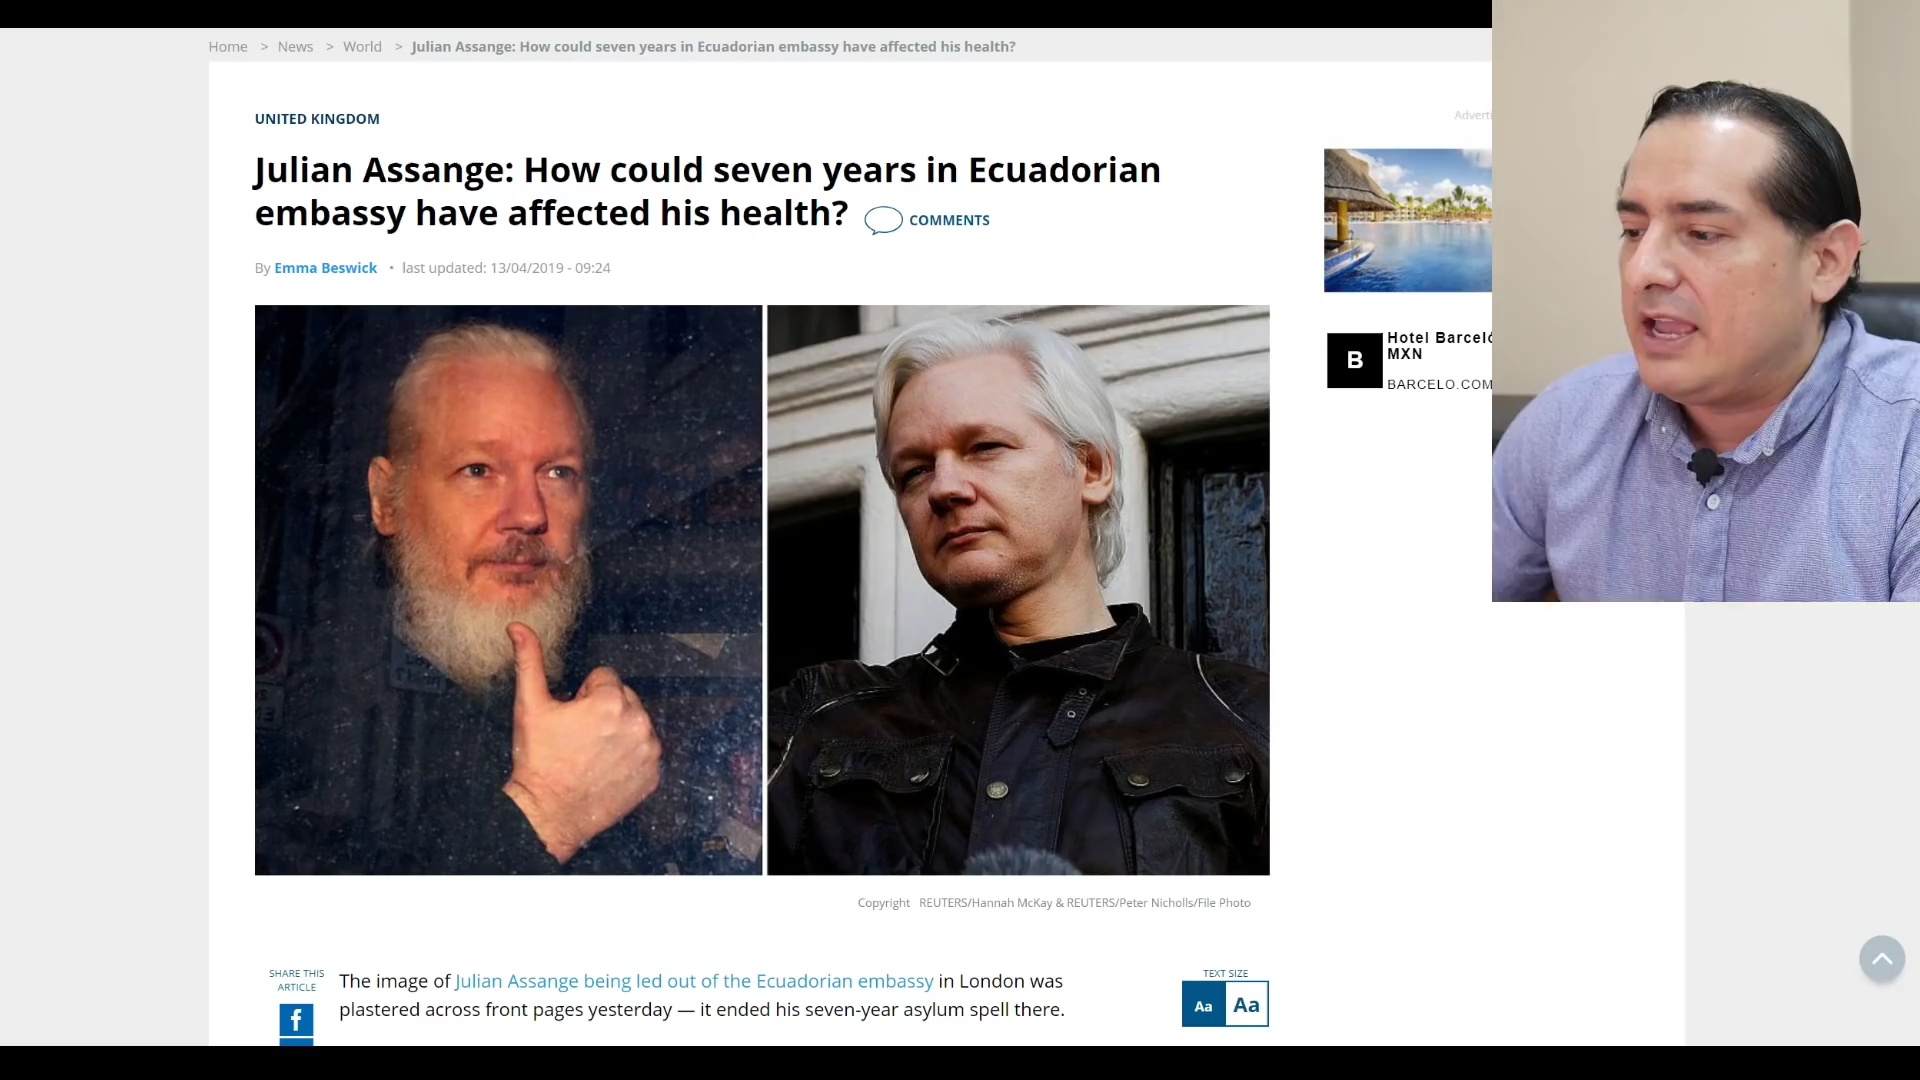 Home > News > World > Julian Assange: How could seven years in Ecuadorian embassy have affected his health?
UNITED KINGDOM
Julian Assange: How could seven years in Ecuadorian
embassy have affected his health?
COMMENTS
By Emma Beswick • last updated: 13/04/2019 - 09:24
Adverti
B
Hotel Barceló
MXN
BARCELO.COM
Copyright REUTERS/Hannah McKay & REUTERS/Peter Nicholls/File Photo
SHARE THIS
ARTICLE
f
The image of Julian Assange being led out of the Ecuadorian embassy in London was
plastered across front pages yesterday — it ended his seven-year asylum spell there.
TEXT SIZE
Aa Aa